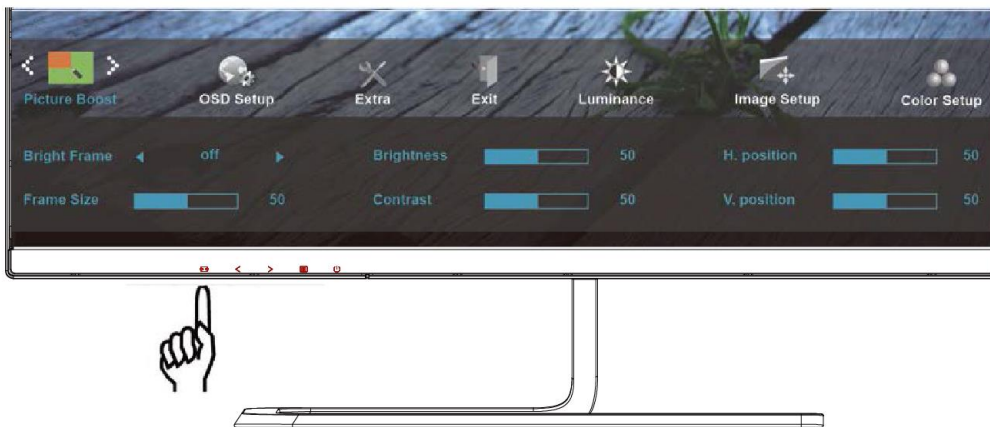 Picture Boost OSD Setup Extra Exit Luminance Image Setup Color Setup
Bright Frame off Brightness 50 H. position 50
Frame Size 50 Contrast 50 V. position 50